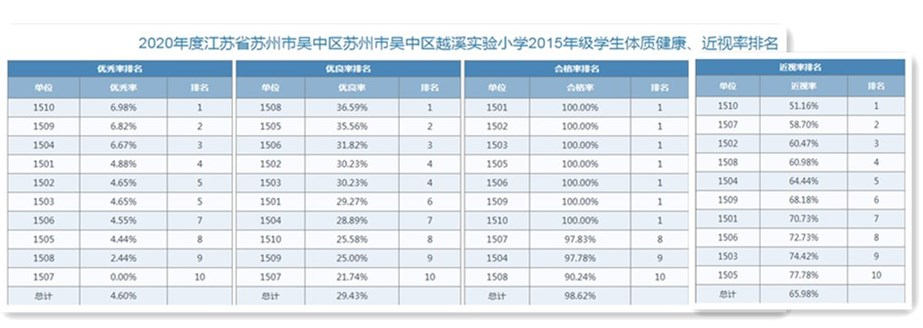 2020年度江苏省苏州市吴中区苏州市吴中区越溪实验小学2015年级学生体质健康、近视率排名
优秀率排名 优良率排名 合格率排名 近视率排名
单位 优秀率 排名 单位 优良率 排名 单位 合格率 排名 单位 近视率 排名
1510 6.98% 1 1508 36.59% 1 1501 100.00% 1 1510 51.16% 1
1509 6.82% 2 1505 35.56% 2 1502 100.00% 1 1507 58.70% 2
1504 6.67% 3 1506 31.82% 3 1503 100.00% 1 1502 60.47% 3
1501 4.88% 4 1502 30.23% 4 1505 100.00% 1 1508 60.98% 4
1502 4.65% 5 1503 30.23% 4 1506 100.00% 1 1504 64.44% 5
1503 4.65% 5 1501 29.27% 6 1509 100.00% 1 1509 68.18% 6
1506 4.55% 7 1504 28.89% 7 1510 100.00% 1 1501 70.73% 7
1505 4.44% 8 1510 25.58% 8 1507 97.83% 8 1506 72.73% 8
1508 2.44% 9 1509 25.00% 9 1504 97.78% 9 1503 74.42% 9
1507 0.00% 10 1507 21.74% 10 1508 90.24% 10 1505 77.78% 10
总计 4.60% 总计 29.43% 总计 98.62% 总计 65.98%